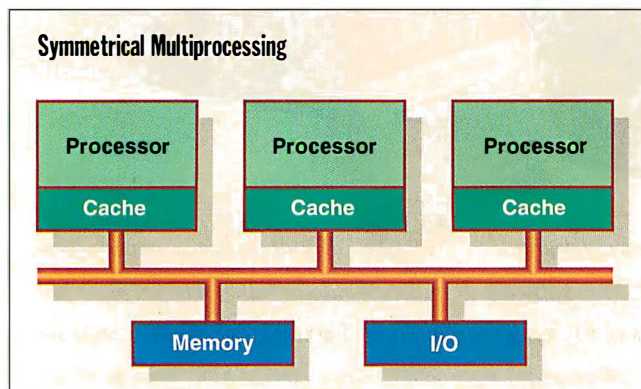 Symmetrical Multiprocessing
Processor
Processor
Processor
Cache
Cache
Cache
Memory
I/O